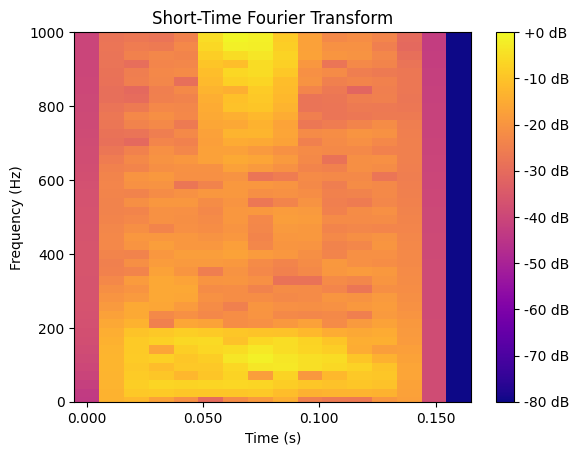 Short-Time Fourier Transform
1000
800
600
400
200
0
Frequency (Hz)
0.000
0.050
0.100
0.150
Time (s)
+0 dB
-10 dB
-20 dB
-30 dB
-40 dB
-50 dB
-60 dB
-70 dB
-80 dB